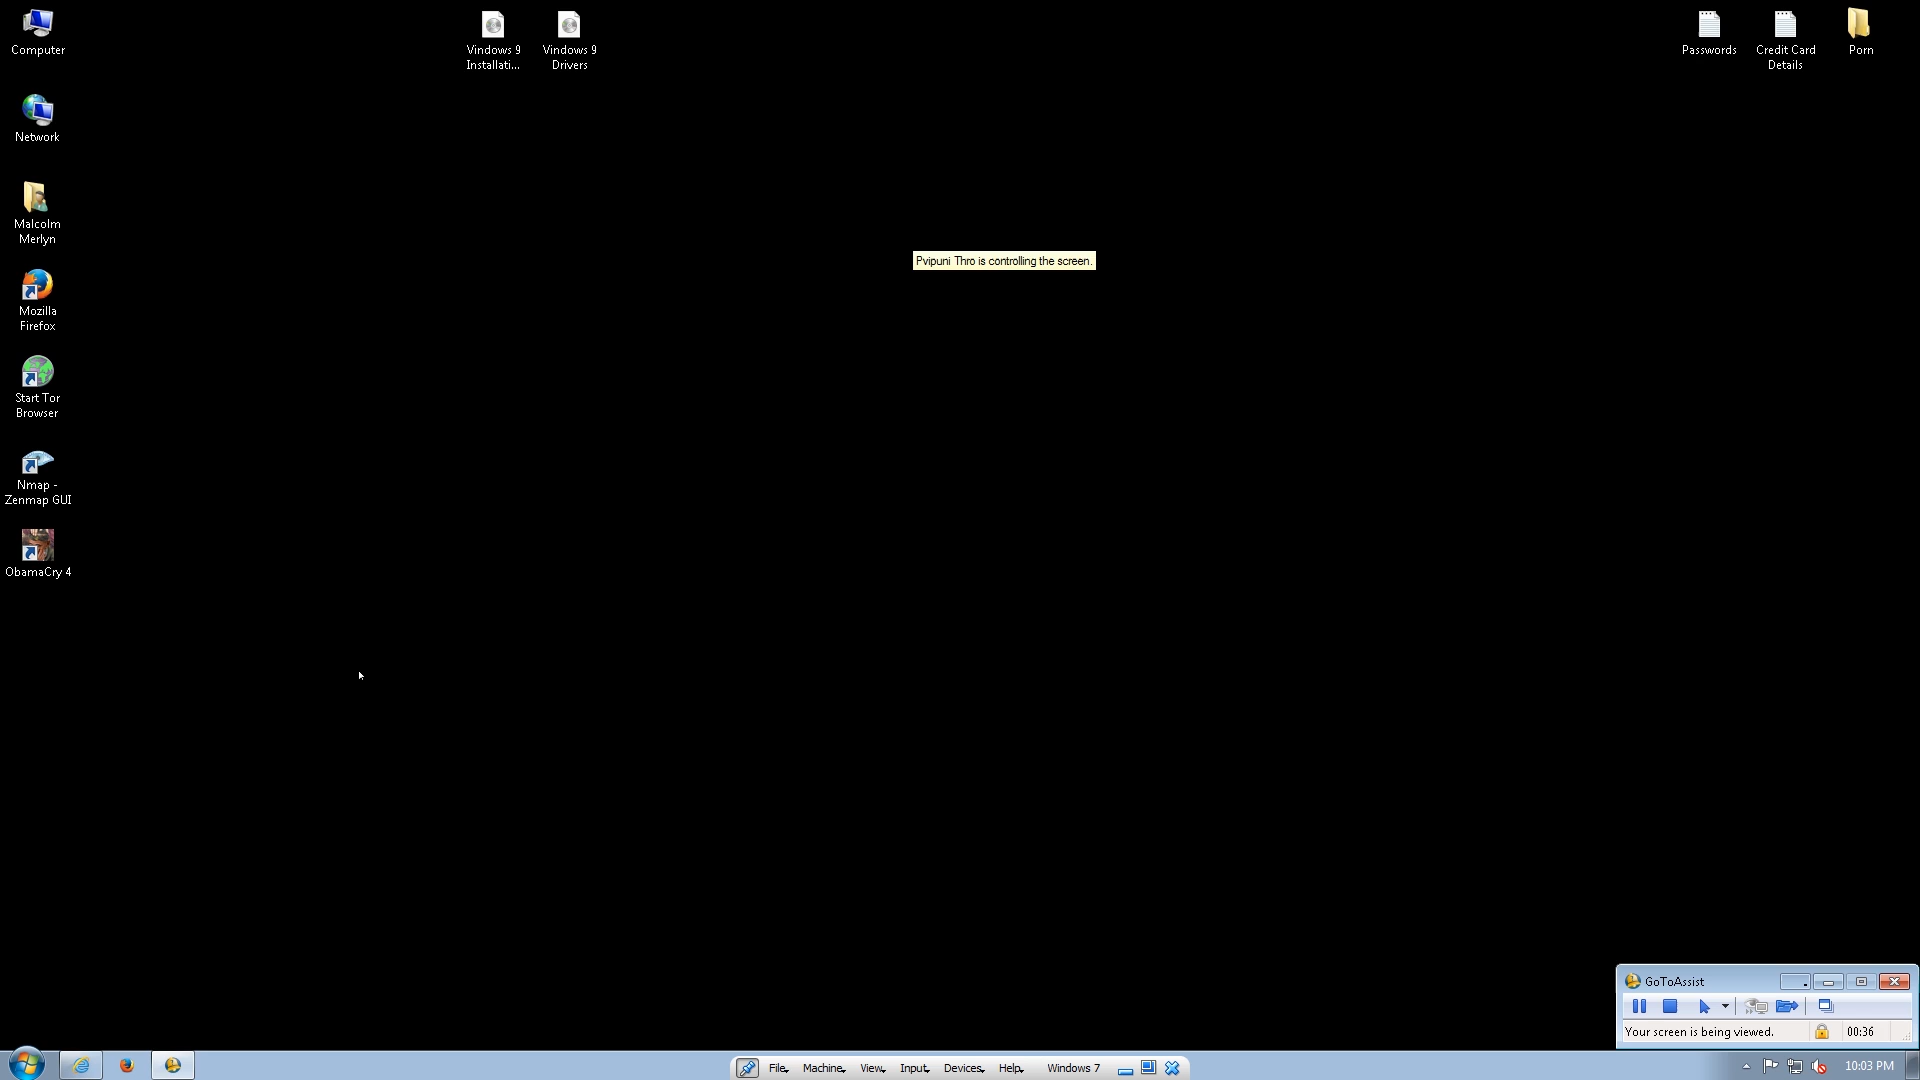 Computer
Network
Malcolm
Merlyn
Mozilla
Firefox
Start Tor
Browser
Nmap -
Zenmap GUI
ObamaCry 4
Vindows 9
Installati...
Vindows 9
Drivers
Passwords
Credit Card
Details
Porn
Pvipuni Thro is controlling the screen.
GoToAssist
Your screen is being viewed.
00:36
File
Machine
View
Input
Devices
Help
Windows 7
10:03 PM